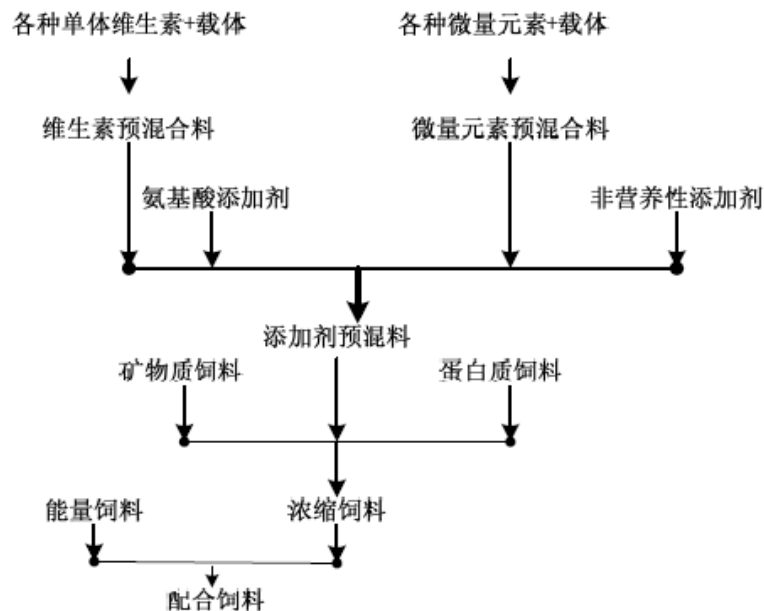 各种单体维生素+载体
各种微量元素+载体
维生素预混合料
微量元素预混合料
氨基酸添加剂
非营养性添加剂
添加剂预混料
矿物质饲料
蛋白质饲料
能量饲料
浓缩饲料
配合饲料